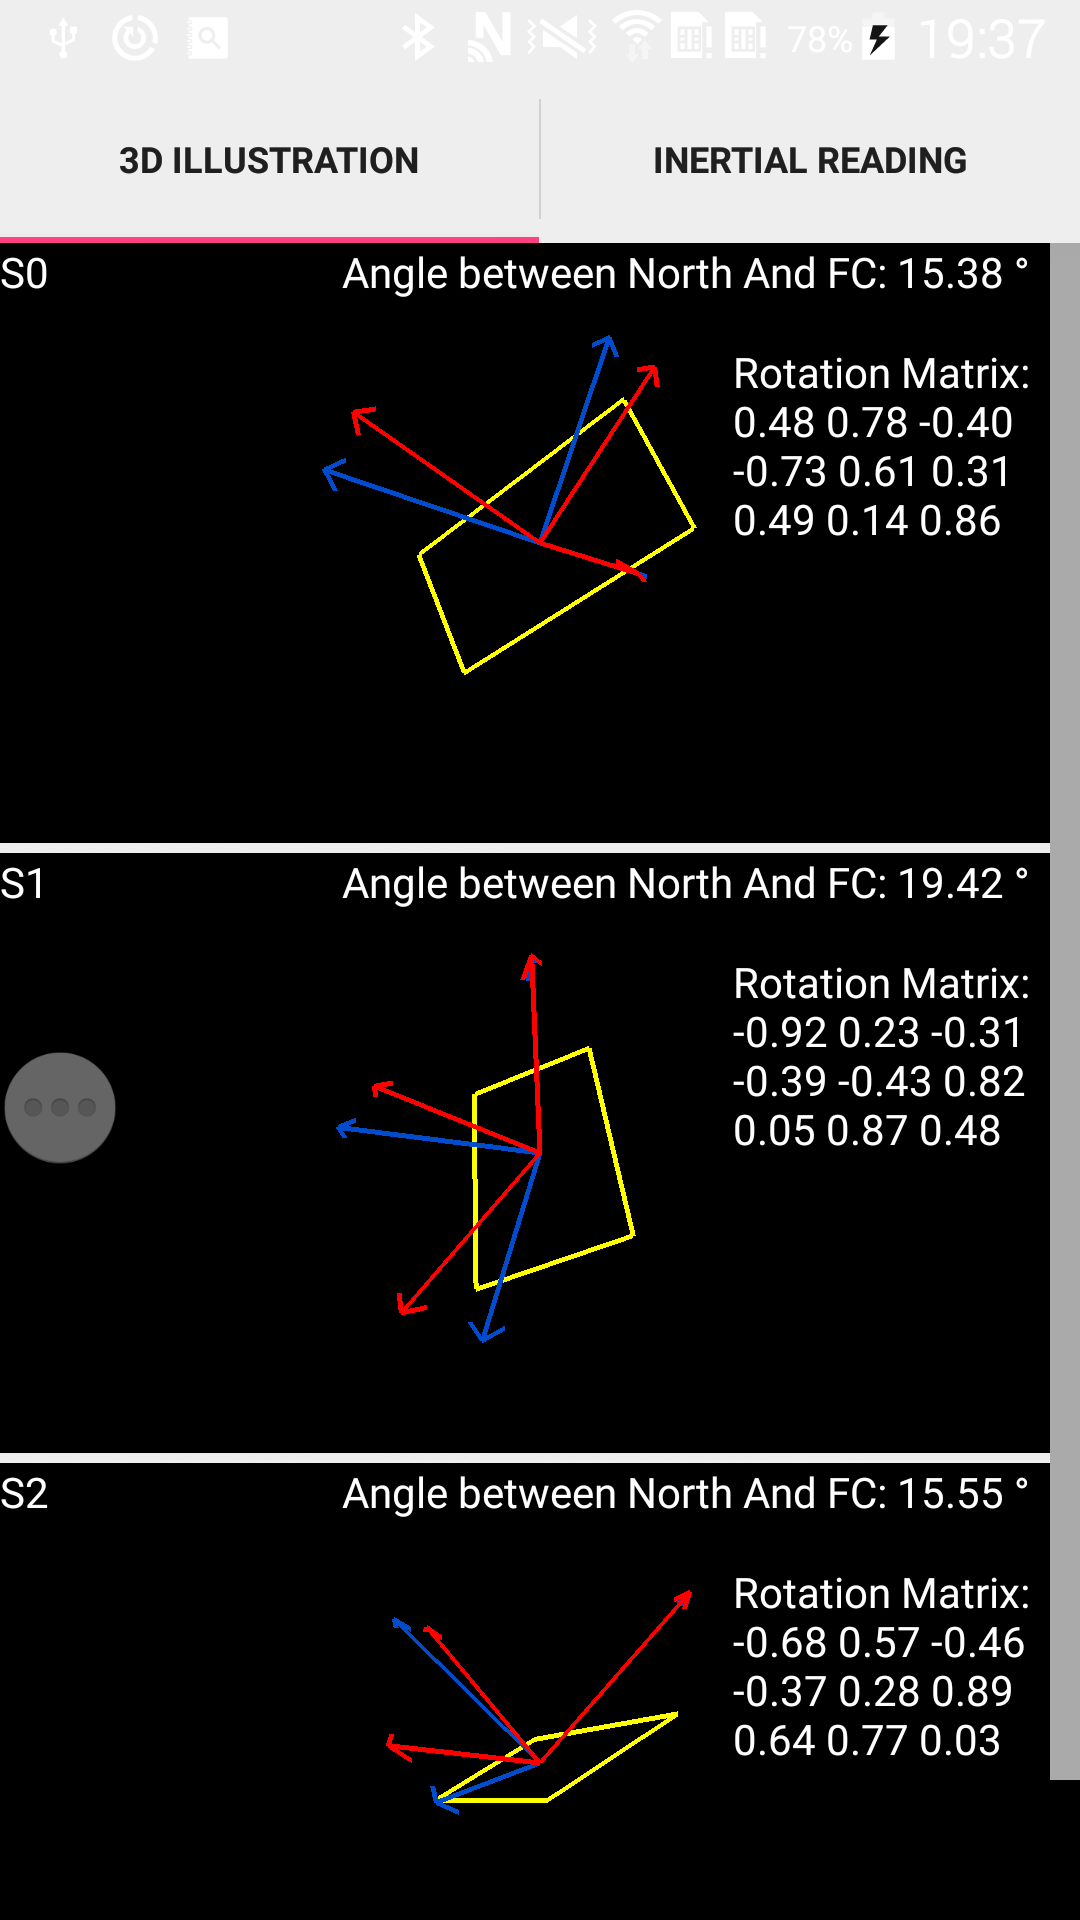 78% 19:37
3D ILLUSTRATION INERTIAL READING
S0 Angle between North And FC: 15.38 °
Rotation Matrix:
0.48 0.78 -0.40
-0.73 0.61 0.31
0.49 0.14 0.86
S1 Angle between North And FC: 19.42 °
Rotation Matrix:
-0.92 0.23 -0.31
-0.39 -0.43 0.82
0.05 0.87 0.48
S2 Angle between North And FC: 15.55 °
Rotation Matrix:
-0.68 0.57 -0.46
-0.37 0.28 0.89
0.64 0.77 0.03